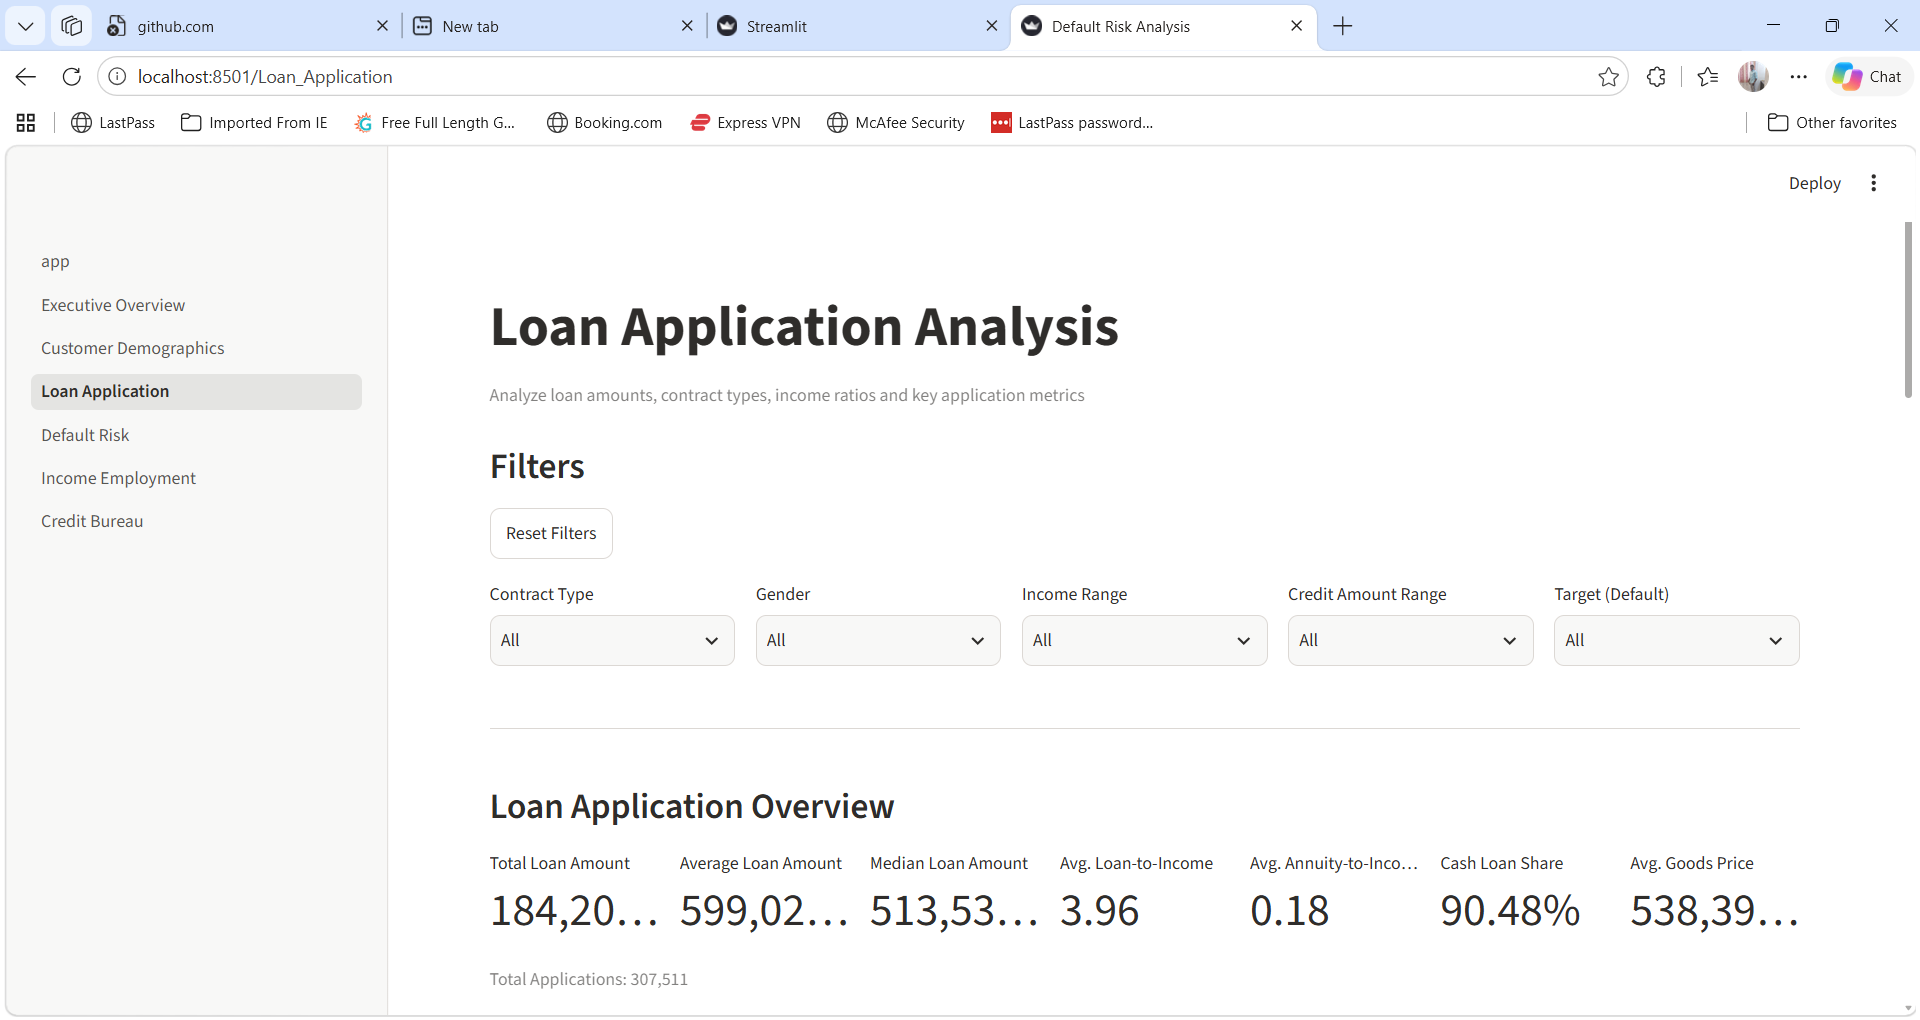 github.com
New tab
Streamlit
Default Risk Analysis
localhost:8501/Loan_Application
Chat
LastPass
Imported From IE
Free Full Length G...
Booking.com
Express VPN
McAfee Security
LastPass password...
Other favorites
Deploy
app
Executive Overview
Customer Demographics
Loan Application
Default Risk
Income Employment
Credit Bureau
Loan Application Analysis
Analyze loan amounts, contract types, income ratios and key application metrics
Filters
Reset Filters
Contract Type
Gender
Income Range
Credit Amount Range
Target (Default)
All
All
All
All
All
Loan Application Overview
Total Loan Amount
Average Loan Amount
Median Loan Amount
Avg. Loan-to-Income
Avg. Annuity-to-Inco...
Cash Loan Share
Avg. Goods Price
184,20...
599,02...
513,53...
3.96
0.18
90.48%
538,39...
Total Applications: 307,511